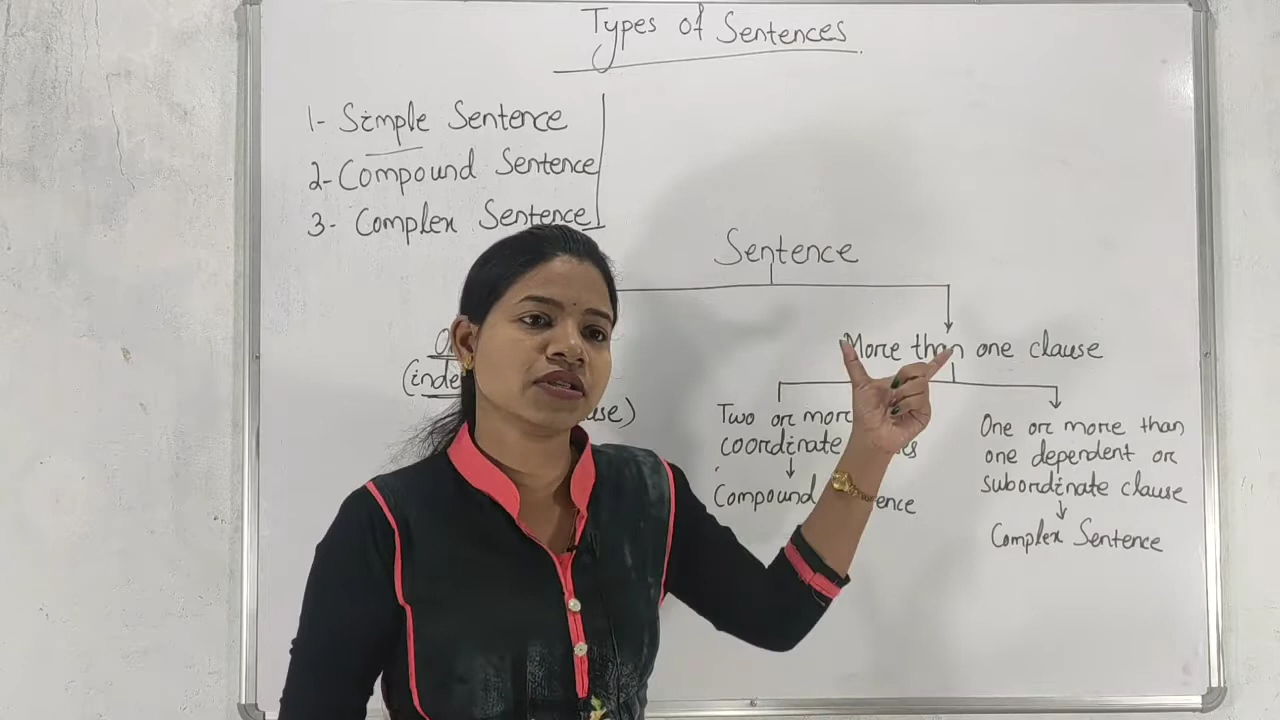 Types of Sentences
1- Simple Sentence
2- Compound Sentence
3- Complex Sentence
Sentence
More than one clause
Two or more
coordinate
Compound
One or more than
one dependent or
subordinate clause
Complex Sentence